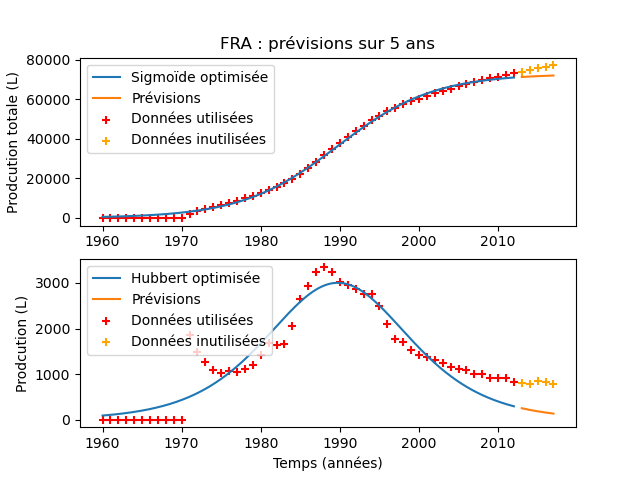 FRA : prévisions sur 5 ans
Prodcution totale (L)
80000
60000
40000
20000
0
Sigmoïde optimisée
Prévisions
Données utilisées
Données inutilisées
1960 1970 1980 1990 2000 2010
Prodcution (L)
3000
2000
1000
0
Hubbert optimisée
Prévisions
Données utilisées
Données inutilisées
1960 1970 1980 1990 2000 2010
Temps (années)